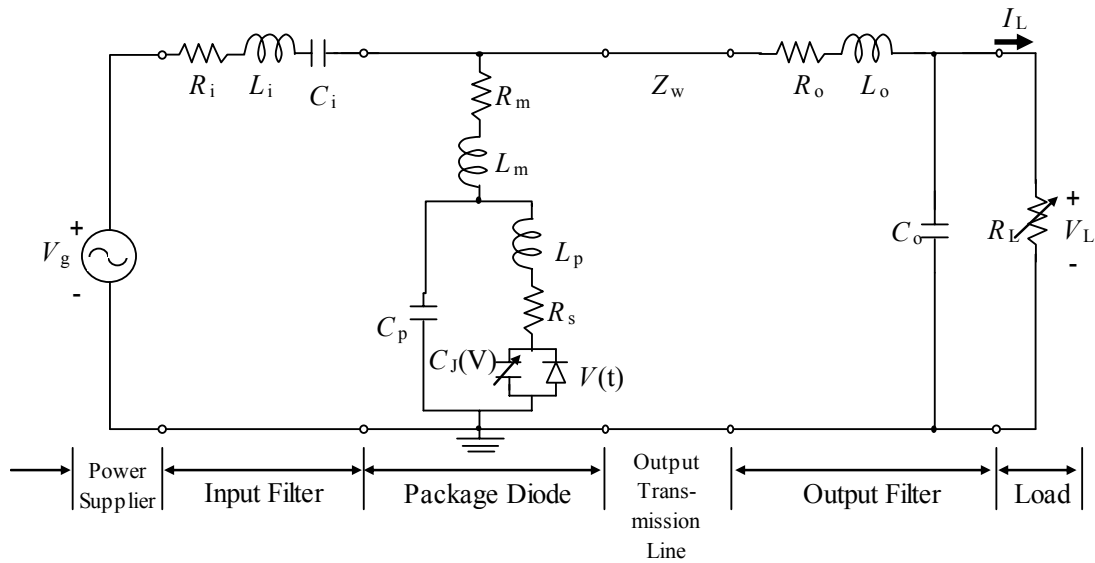 I_L
R_i
L_i
C_i
R_m
Z_w
R_o
L_o
L_m
+
V_g
-
C_o
R_L
+
V_L
-
L_p
C_p
R_s
C_J(V)
V(t)
Power
Supplier
Input Filter
Package Diode
Output
Trans-
mission
Line
Output Filter
Load